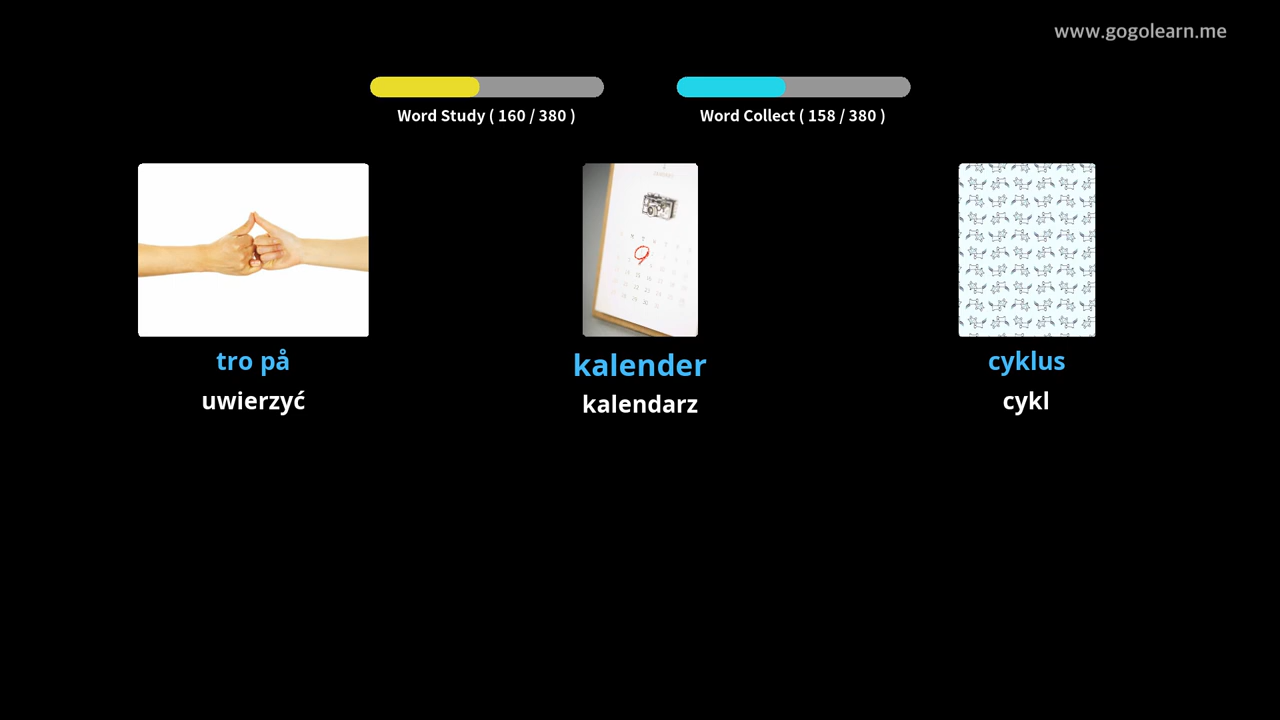 www.gogolearn.me
Word Study ( 160 / 380 )
Word Collect ( 158 / 380 )
tro på
kalender
cyklus
uwierzyć
kalendarz
cykl